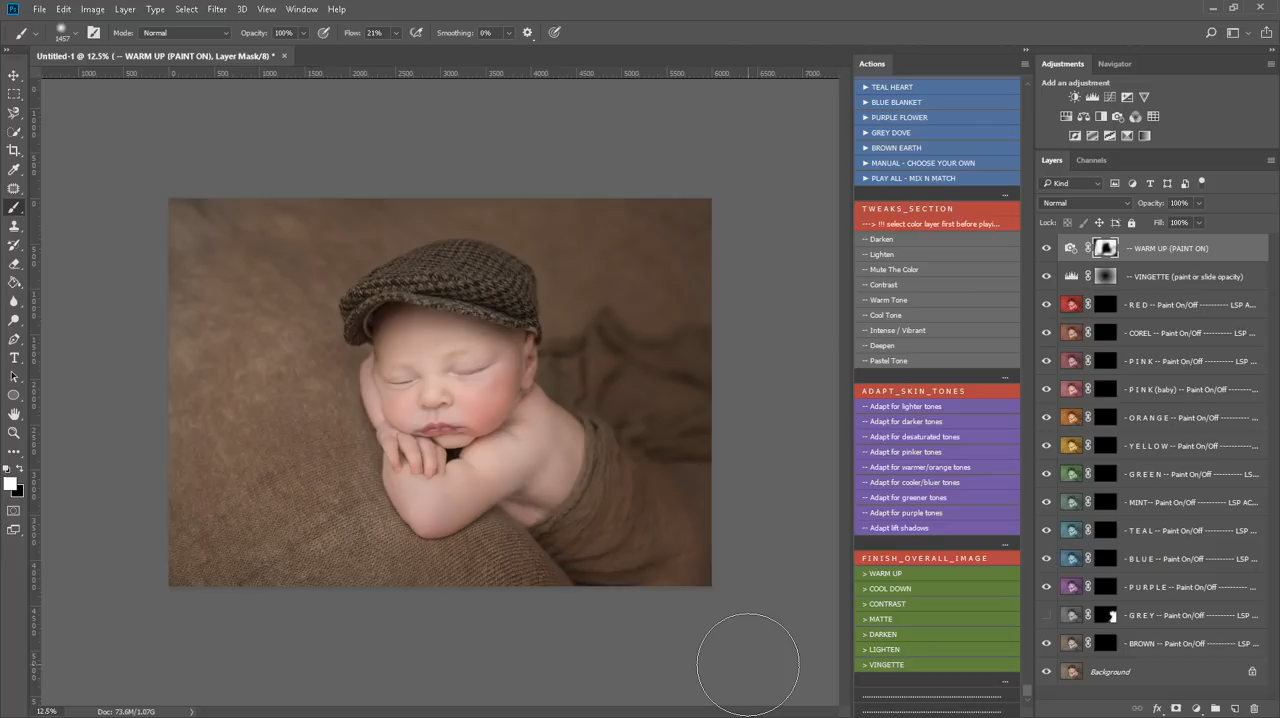 Ps File Edit Image Layer Type Select Filter 3D View Window Help
1457 Mode: Normal Opacity: 100% Flow: 21% Smoothing: 0%
Untitled-1 @ 12.5% ( -- WARM UP (PAINT ON), Layer Mask/8) *
1000 500 0 500 1000 1500 2000 2500 3000 3500 4000 4500 5000 5500 6000 6500 7000
Actions
TEAL HEART
BLUE BLANKET
PURPLE FLOWER
GREY DOVE
BROWN EARTH
MANUAL - CHOOSE YOUR OWN
PLAY ALL - MIX N MATCH
...
T W E A K S _ S E C T I O N
---> !!! select color layer first before playi...
-- Darken
-- Lighten
-- Mute The Color
-- Contrast
-- Warm Tone
-- Cool Tone
-- Intense / Vibrant
-- Deepen
-- Pastel Tone
...
A D A P T _ S K I N _ T O N E S
-- Adapt for lighter tones
-- Adapt for darker tones
-- Adapt for desaturated tones
-- Adapt for pinker tones
-- Adapt for warmer/orange tones
-- Adapt for cooler/bluer tones
-- Adapt for greener tones
-- Adapt for purple tones
-- Adapt lift shadows
...
F I N I S H _ O V E R A L L _ I M A G E
> WARM UP
> COOL DOWN
> CONTRAST
> MATTE
> DARKEN
> LIGHTEN
> VINGETTE
...
Adjustments Navigator
Add an adjustment
Layers Channels
Kind
Normal Opacity: 100%
Lock: Fill: 100%
-- WARM UP (PAINT ON)
-- VINGETTE (paint or slide opacity)
- R E D -- Paint On/Off ---------- LSP A...
COREL -- Paint On/Off ---------- LSP ...
- P I N K -- Paint On/Off ---------- LSP ...
- P I N K (baby) -- Paint On/Off ---------- ...
- O R A N G E -- Paint On/Off ---------- ...
- Y E L L O W -- Paint On/Off ---------- ...
- G R E E N -- Paint On/Off ---------- LS...
MINT-- Paint On/Off ---------- LSP AC...
- T E A L -- Paint On/Off ---------- LSP ...
- B L U E -- Paint On/Off ---------- LSP ...
- P U R P L E -- Paint On/Off ---------- ...
- G R E Y -- Paint On/Off ---------- LSP ...
BROWN -- Paint On/Off ---------- LSP ...
Background
12.5% Doc: 73.6M/1.07G